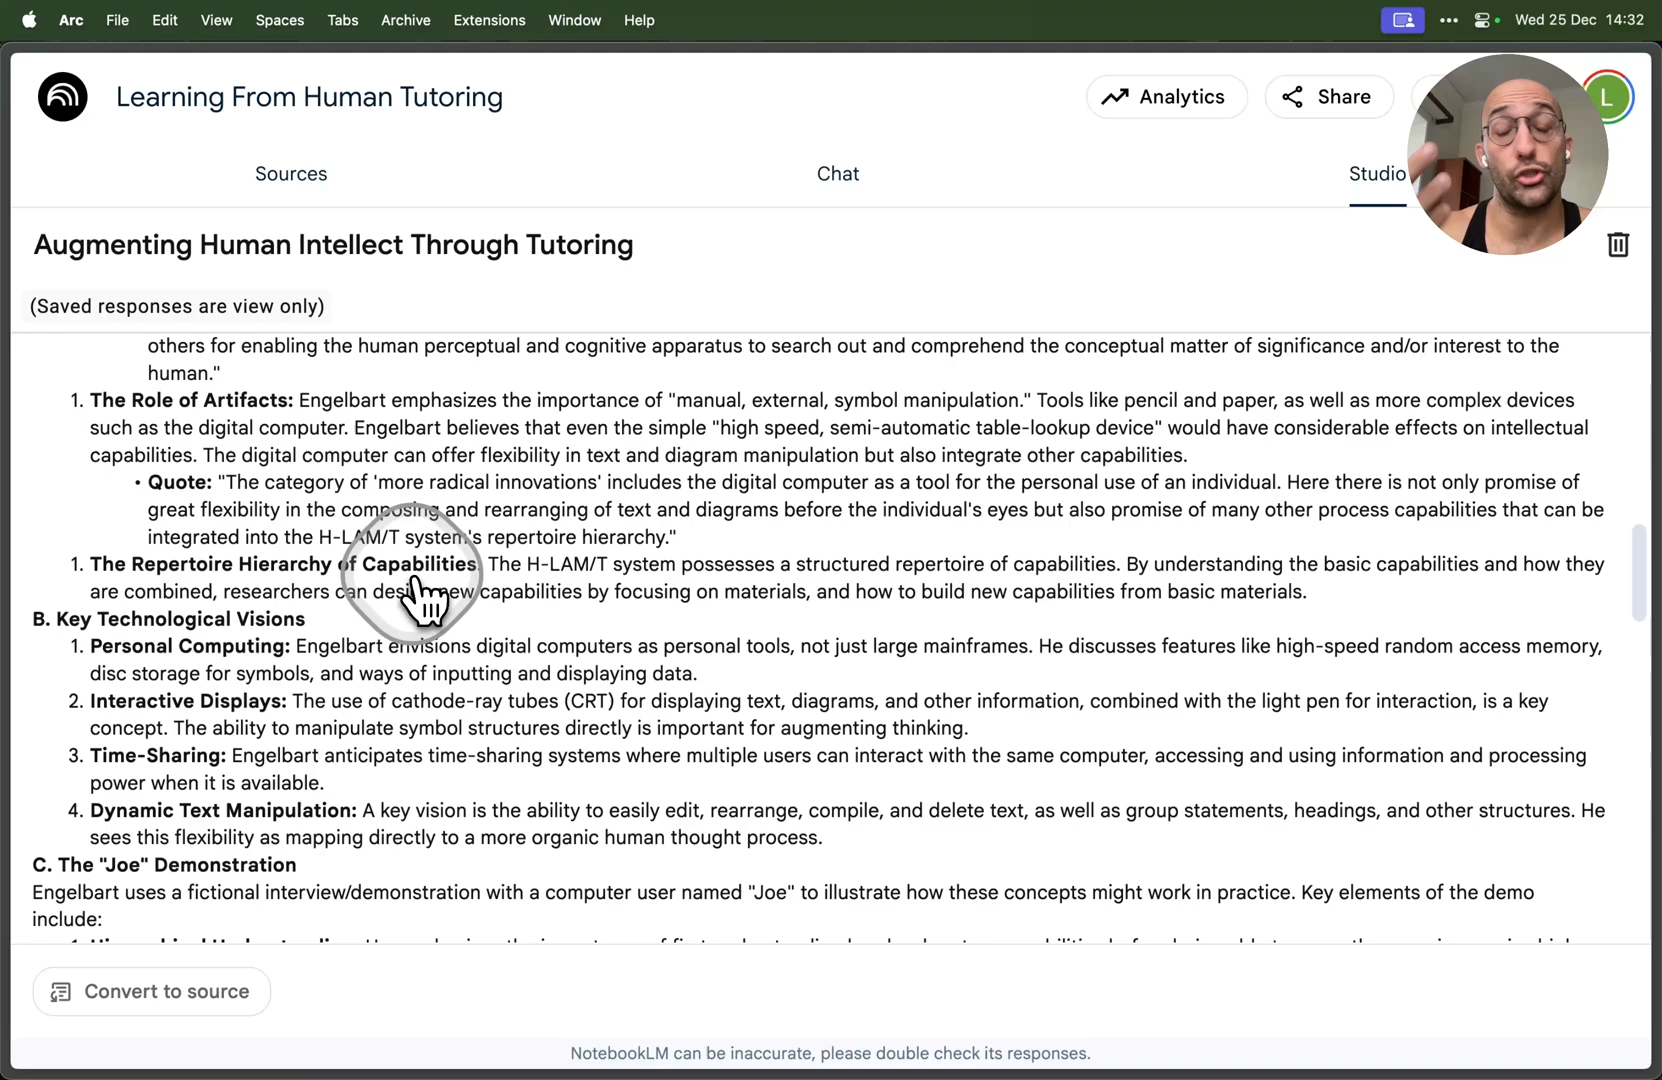 Arc File Edit View Spaces Tabs Archive Extensions Window Help Wed 25 Dec 14:32
Learning From Human Tutoring Analytics Share L
Sources Chat Studio
Augmenting Human Intellect Through Tutoring
(Saved responses are view only)
others for enabling the human perceptual and cognitive apparatus to search out and comprehend the conceptual matter of significance and/or interest to the
human."
1. The Role of Artifacts: Engelbart emphasizes the importance of "manual, external, symbol manipulation." Tools like pencil and paper, as well as more complex devices
such as the digital computer. Engelbart believes that even the simple "high speed, semi-automatic table-lookup device" would have considerable effects on intellectual
capabilities. The digital computer can offer flexibility in text and diagram manipulation but also integrate other capabilities.
• Quote: "The category of 'more radical innovations' includes the digital computer as a tool for the personal use of an individual. Here there is not only promise of
great flexibility in the composing and rearranging of text and diagrams before the individual's eyes but also promise of many other process capabilities that can be
integrated into the H-LAM/T system's repertoire hierarchy."
1. The Repertoire Hierarchy of Capabilities The H-LAM/T system possesses a structured repertoire of capabilities. By understanding the basic capabilities and how they
are combined, researchers can capabilities by focusing on materials, and how to build new capabilities from basic materials.
B. Key Technological Visions
1. Personal Computing: Engelbart envisions digital computers as personal tools, not just large mainframes. He discusses features like high-speed random access memory,
disc storage for symbols, and ways of inputting and displaying data.
2. Interactive Displays: The use of cathode-ray tubes (CRT) for displaying text, diagrams, and other information, combined with the light pen for interaction, is a key
concept. The ability to manipulate symbol structures directly is important for augmenting thinking.
3. Time-Sharing: Engelbart anticipates time-sharing systems where multiple users can interact with the same computer, accessing and using information and processing
power when it is available.
4. Dynamic Text Manipulation: A key vision is the ability to easily edit, rearrange, compile, and delete text, as well as group statements, headings, and other structures. He
sees this flexibility as mapping directly to a more organic human thought process.
C. The "Joe" Demonstration
Engelbart uses a fictional interview/demonstration with a computer user named "Joe" to illustrate how these concepts might work in practice. Key elements of the demo
include:
Convert to source
NotebookLM can be inaccurate, please double check its responses.